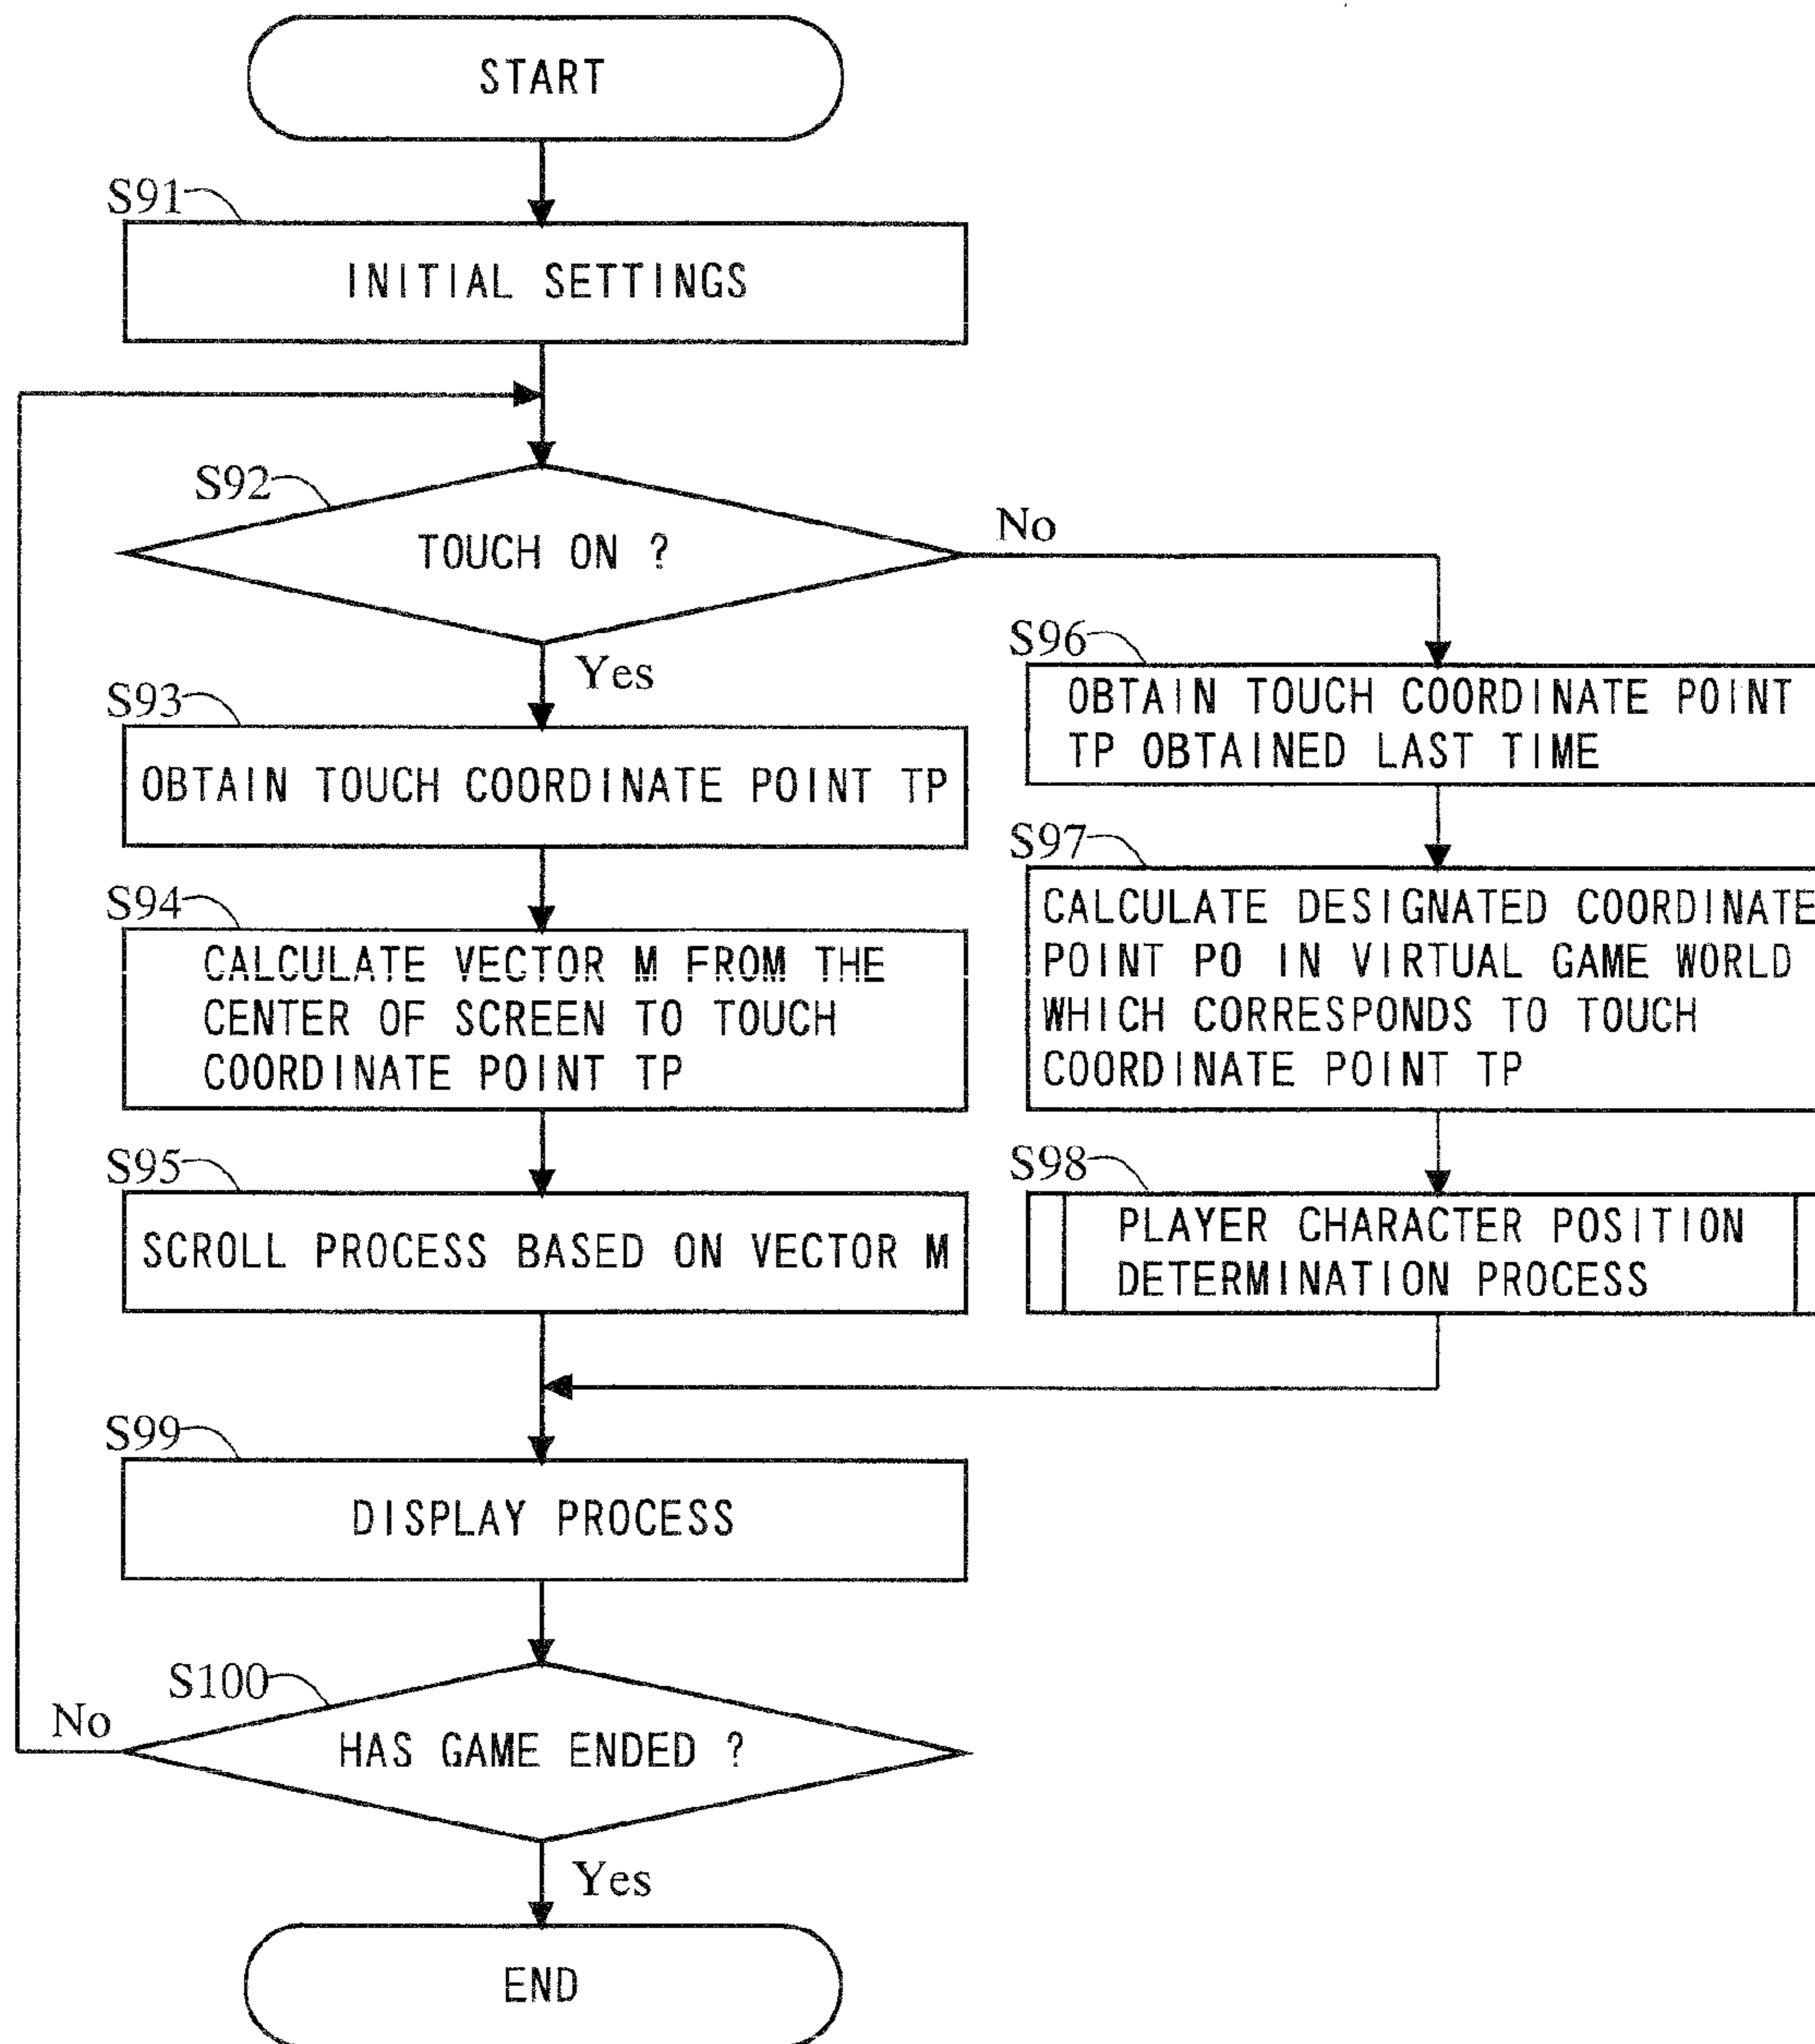 START
S91
INITIAL SETTINGS
S92
TOUCH ON ?
No
Yes
S93
OBTAIN TOUCH COORDINATE POINT TP
S94
CALCULATE VECTOR M FROM THE
CENTER OF SCREEN TO TOUCH
COORDINATE POINT TP
S95
SCROLL PROCESS BASED ON VECTOR M
S96
OBTAIN TOUCH COORDINATE POINT
TP OBTAINED LAST TIME
S97
CALCULATE DESIGNATED COORDINATE
POINT PO IN VIRTUAL GAME WORLD
WHICH CORRESPONDS TO TOUCH
COORDINATE POINT TP
S98
PLAYER CHARACTER POSITION
DETERMINATION PROCESS
S99
DISPLAY PROCESS
S100
HAS GAME ENDED ?
No
Yes
END